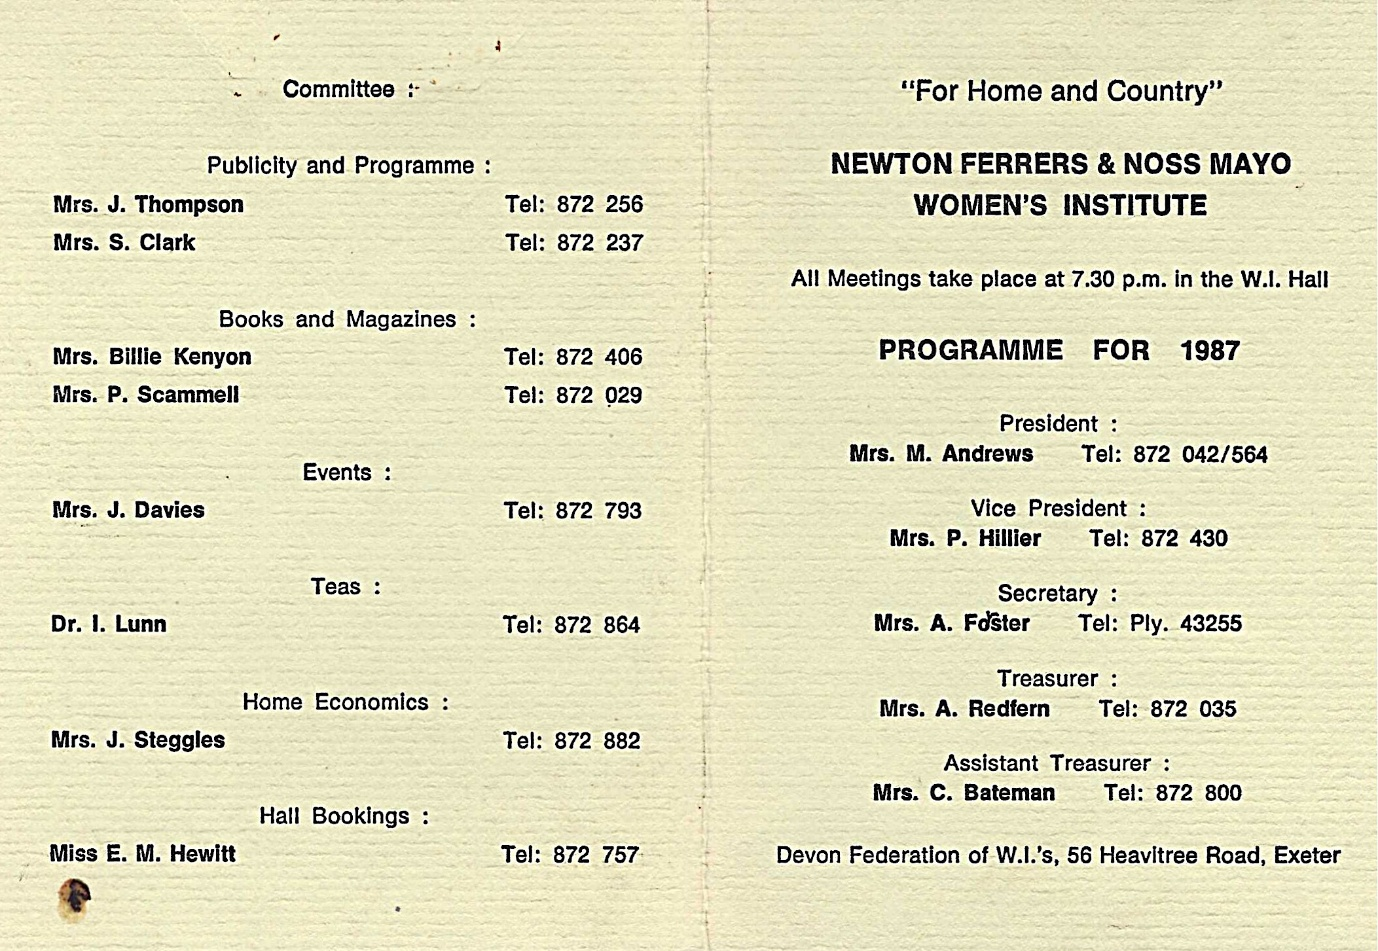 Committee :
Publicity and Programme :
Mrs. J. Thompson Tel: 872 256
Mrs. S. Clark Tel: 872 237
Books and Magazines :
Mrs. Billie Kenyon Tel: 872 406
Mrs. P. Scammell Tel: 872 029
Events :
Mrs. J. Davies Tel: 872 793
Teas :
Dr. I. Lunn Tel: 872 864
Home Economics :
Mrs. J. Steggles Tel: 872 882
Hall Bookings :
Miss E. M. Hewitt Tel: 872 757
"For Home and Country"
NEWTON FERRERS & NOSS MAYO
WOMEN'S INSTITUTE
All Meetings take place at 7.30 p.m. in the W.I. Hall
PROGRAMME FOR 1987
President :
Mrs. M. Andrews Tel: 872 042/564
Vice President :
Mrs. P. Hillier Tel: 872 430
Secretary :
Mrs. A. Foster Tel: Ply. 43255
Treasurer :
Mrs. A. Redfern Tel: 872 035
Assistant Treasurer :
Mrs. C. Bateman Tel: 872 800
Devon Federation of W.I.'s, 56 Heavitree Road, Exeter